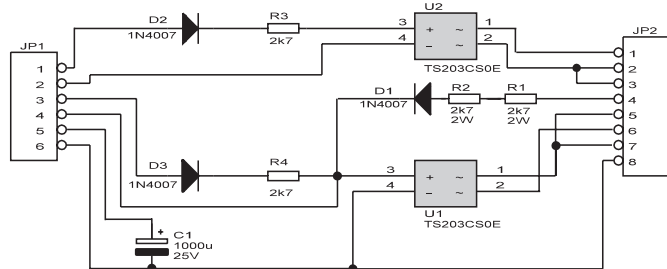 U2
D2
R3
JP2
1N4007
2k7
3 + ~ 1
4 - ~ 2
TS203CS0E
JP1
1
2
3
4
5
6
1
2
3
4
5
6
7
8
D1
1N4007
R2
R1
2k7
2W
2k7
2W
D3
1N4007
R4
2k7
3 + ~ 1
4 - ~ 2
U1
TS203CS0E
+
C1
1000u
25V